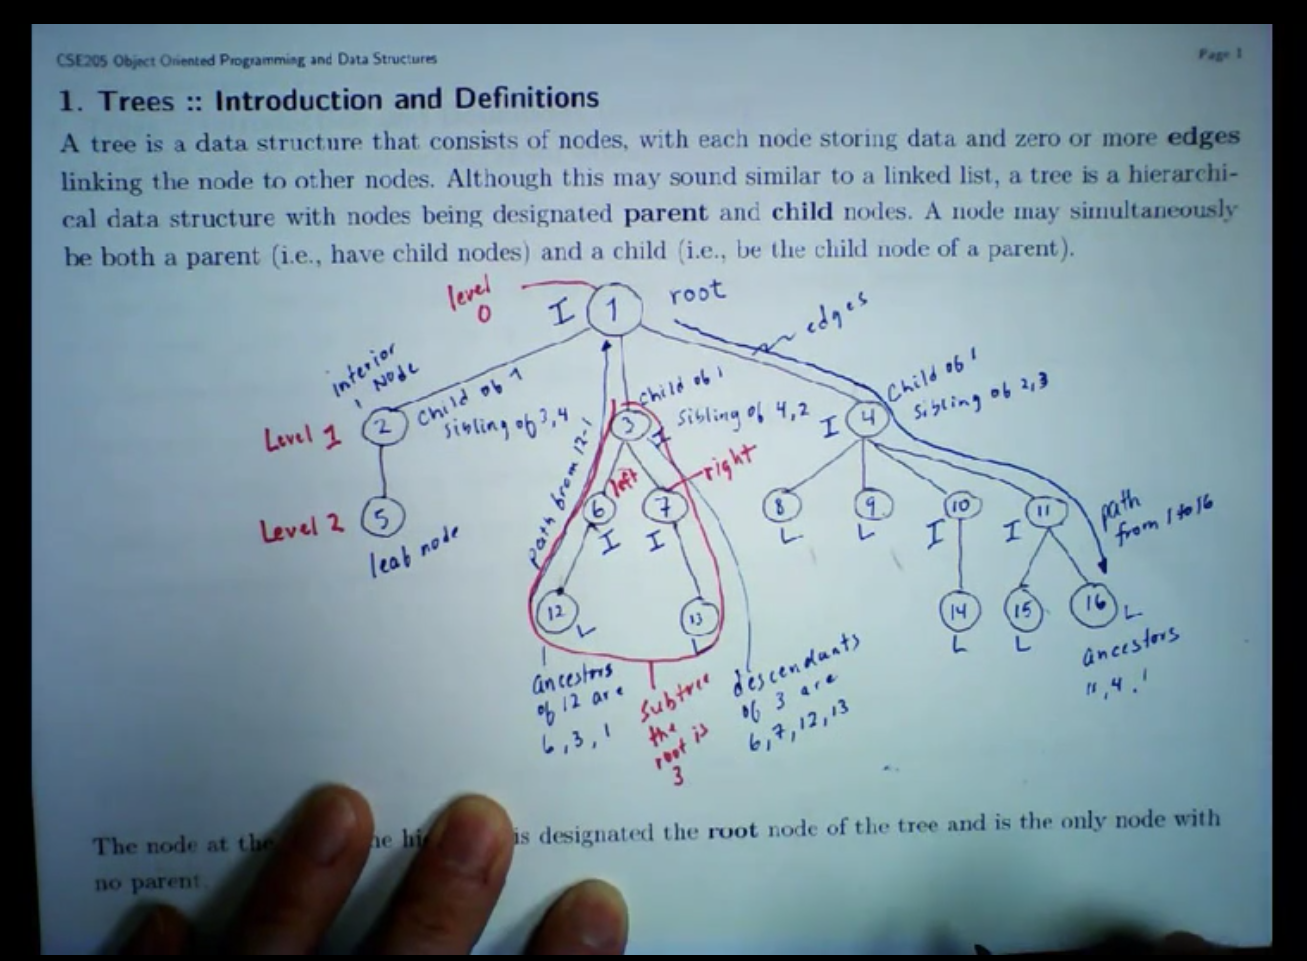 CSE205 Object Oriented Programming and Data Structures
Page 1
1. Trees :: Introduction and Definitions
A tree is a data structure that consists of nodes, with each node storing data and zero or more edges
linking the node to other nodes. Although this may sound similar to a linked list, a tree is a hierarchi-
cal data structure with nodes being designated parent and child nodes. A node may simultaneously
be both a parent (i.e., have child nodes) and a child (i.e., be the child node of a parent).
level
0
I
1
root
edges
interior
Node
Level 1
2
Child of 1
sibling of 3,4
3
I
Child of 1
sibling of 4,2
I
4
Child of 1
sibling of 2,3
Level 2
5
leaf node
path from 12-1
6
left
I
7
right
I
8
L
9
L
10
I
11
I
path
from 1 to 16
12
L
13
L
14
L
15
L
16
L
ancestors
of 12 are
6,3,1
Subtree
the
root is
3
descendants
of 3 are
6,7,12,13
ancestors
11,4,1
The node at the
is designated the root node of the tree and is the only node with
no parent.